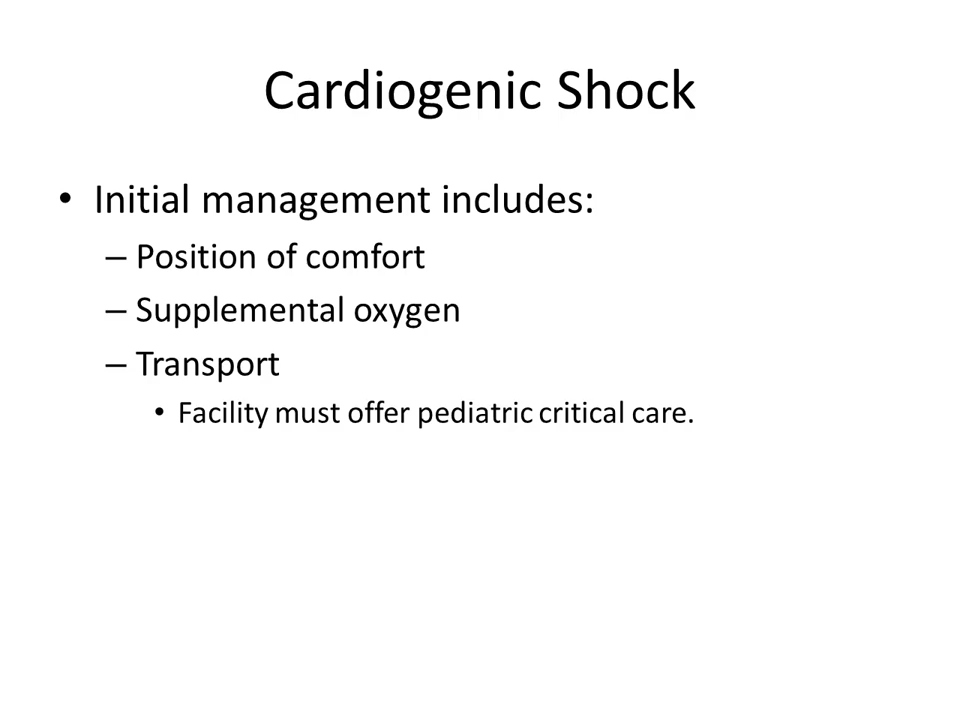 Cardiogenic Shock
• Initial management includes:
– Position of comfort
– Supplemental oxygen
– Transport
• Facility must offer pediatric critical care.